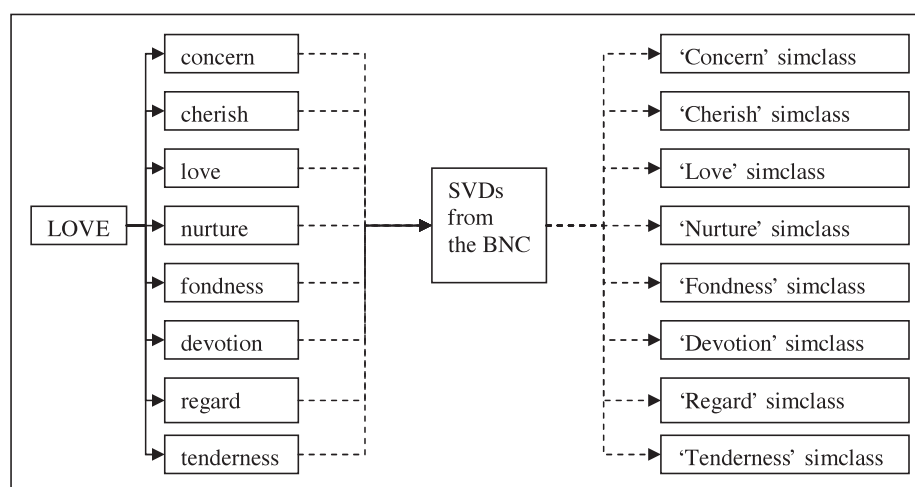 LOVE
concern
cherish
love
nurture
fondness
devotion
regard
tenderness
SVDs
from
the BNC
‘Concern’ simclass
‘Cherish’ simclass
‘Love’ simclass
‘Nurture’ simclass
‘Fondness’ simclass
‘Devotion’ simclass
‘Regard’ simclass
‘Tenderness’ simclass